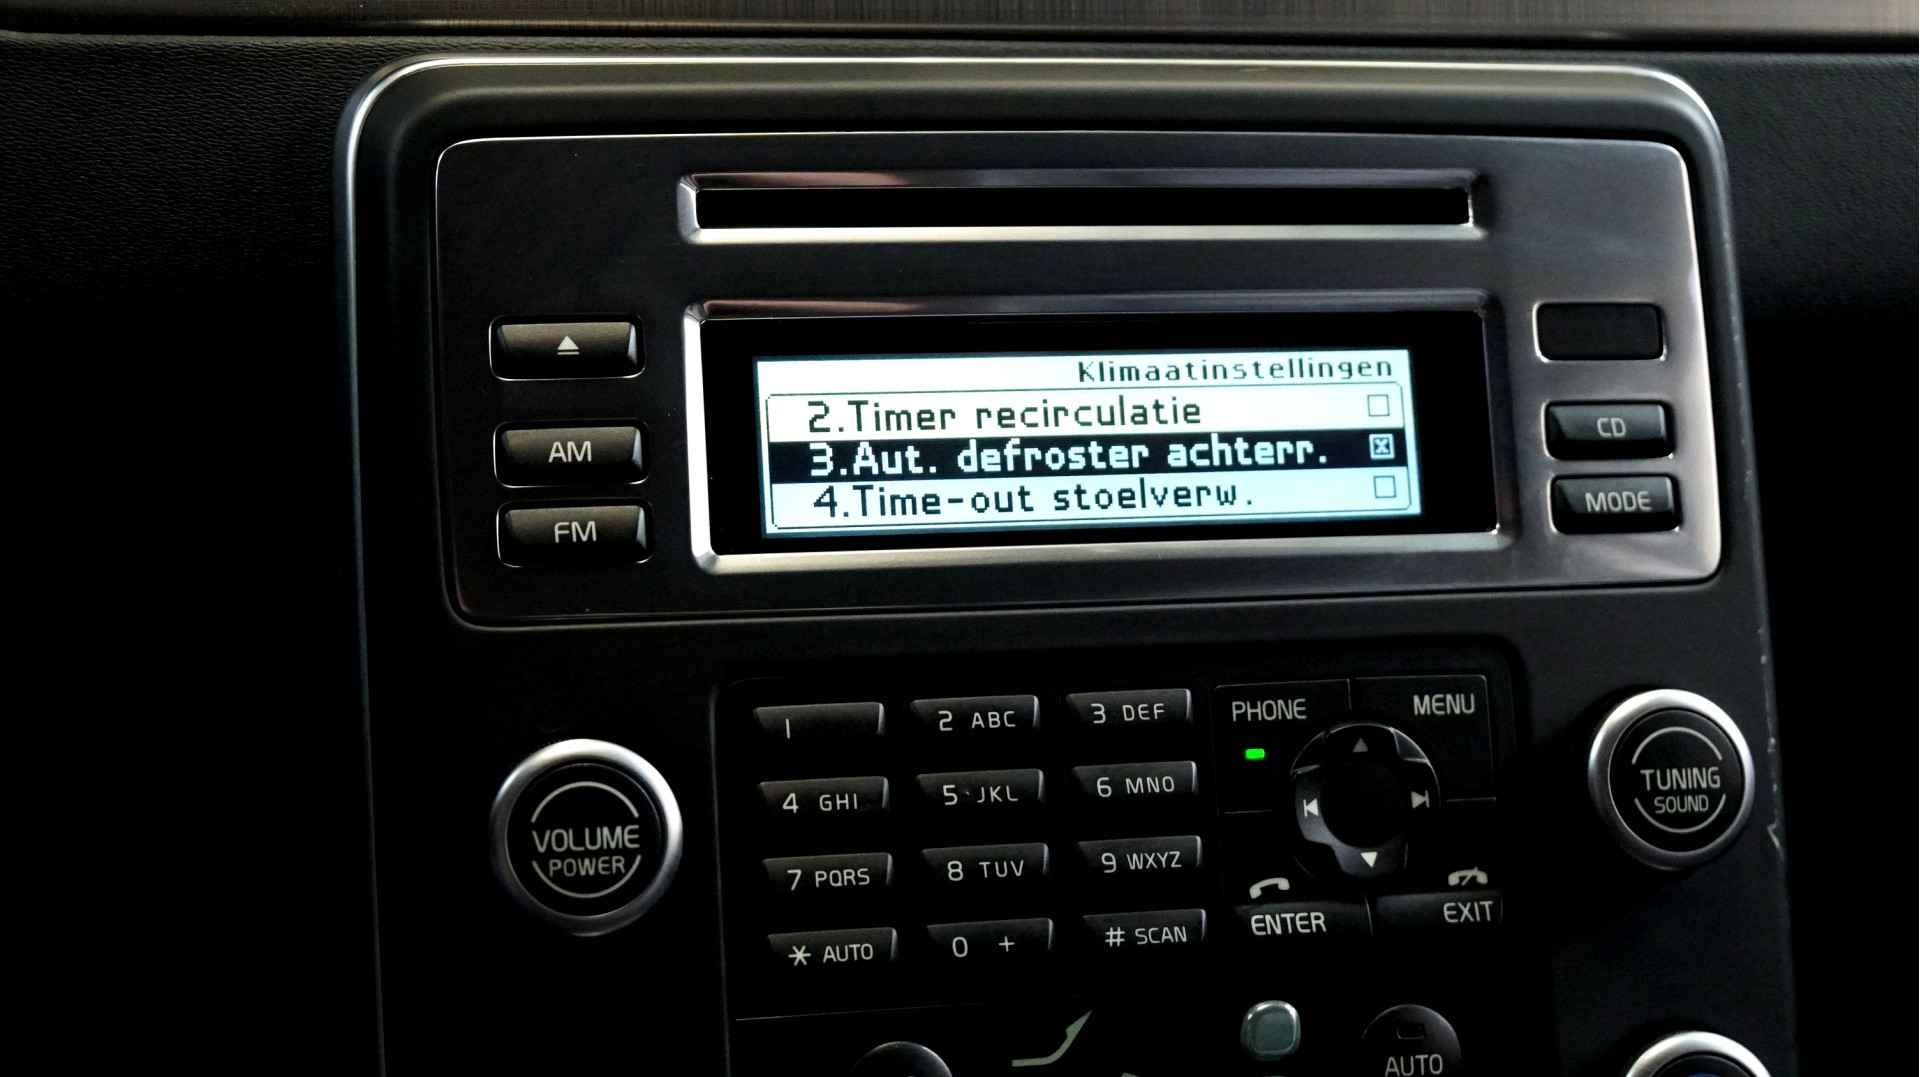 Klimaatinstellingen
2.Timer recirculatie
3.Aut. defroster achterr.
4.Time-out stoelverw.
AM
FM
CD
MODE
1
2 ABC
3 DEF
4 GHI
5 JKL
6 MNO
7 PQRS
8 TUV
9 WXYZ
* AUTO
0 +
# SCAN
PHONE
MENU
ENTER
EXIT
VOLUME
POWER
TUNING
SOUND
AUTO